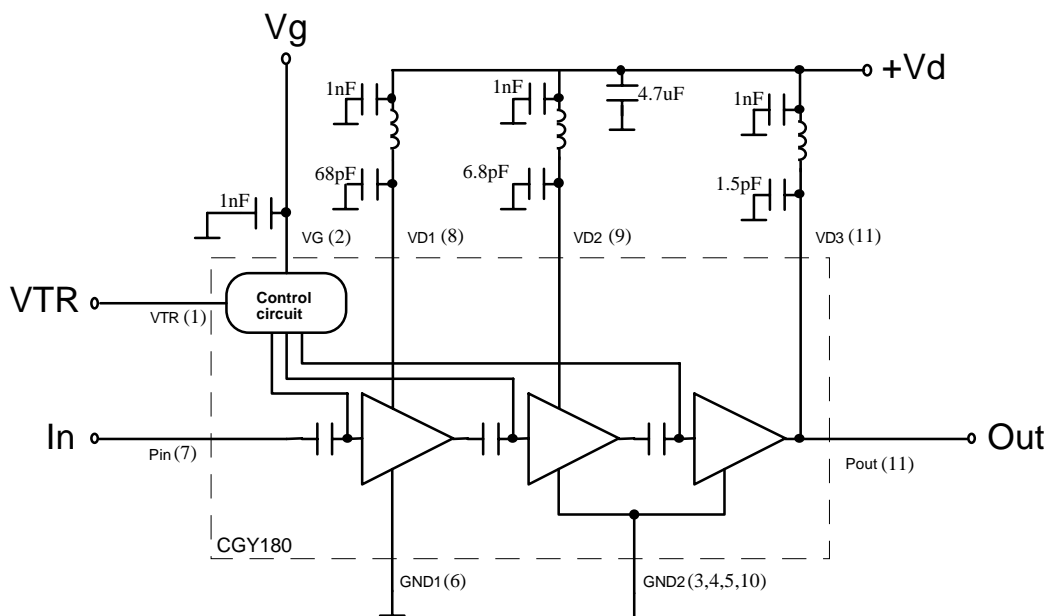 Vg
+Vd
1nF
1nF
4.7uF
1nF
68pF
6.8pF
1.5pF
1nF
VG (2)
VD1 (8)
VD2 (9)
VD3 (11)
VTR
VTR (1)
Control
circuit
In
Pin (7)
Out
Pout (11)
CGY180
GND1 (6)
GND2 (3,4,5,10)